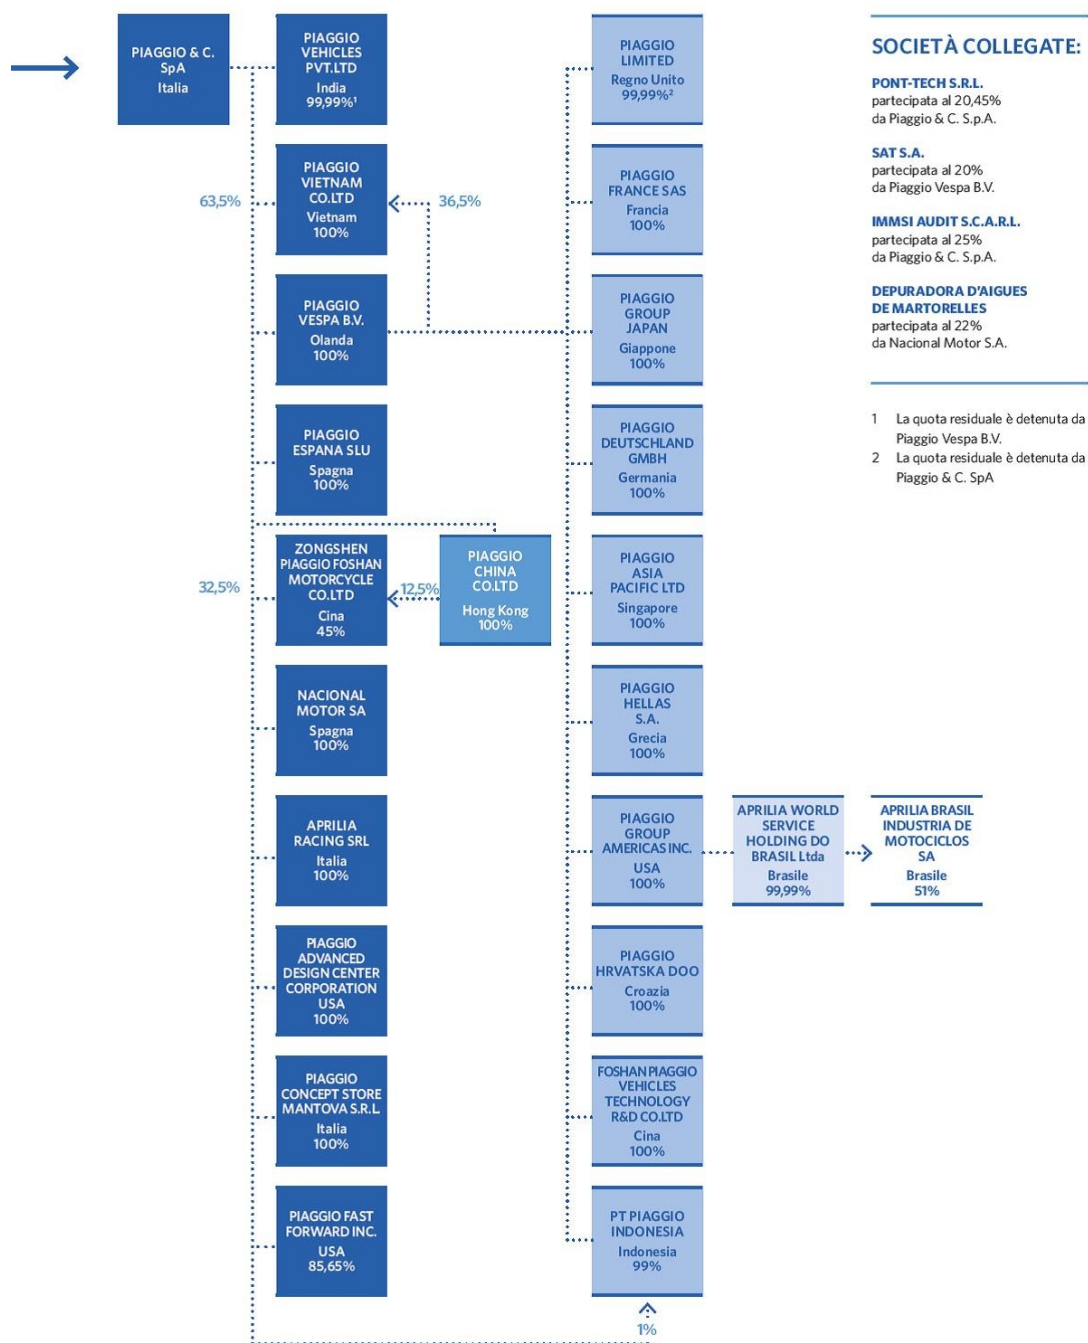 PIAGGIO & C.
SpA
Italia
PIAGGIO
VEHICLES
PVT.LTD
India
99,99%¹
PIAGGIO
LIMITED
Regno Unito
99,99%²
63,5%
PIAGGIO
VIETNAM
CO.LTD
Vietnam
100%
36,5%
PIAGGIO
FRANCE SAS
Francia
100%
PIAGGIO
VESPA B.V.
Olanda
100%
PIAGGIO
GROUP
JAPAN
Giappone
100%
PIAGGIO
ESPANA SLU
Spagna
100%
PIAGGIO
DEUTSCHLAND
GMBH
Germania
100%
32,5%
ZONGSHEN
PIAGGIO FOSHAN
MOTORCYCLE
CO.LTD
Cina
45%
12,5%
PIAGGIO
CHINA
CO.LTD
Hong Kong
100%
PIAGGIO
ASIA
PACIFIC LTD
Singapore
100%
NACIONAL
MOTOR SA
Spagna
100%
PIAGGIO
HELLAS
S.A.
Grecia
100%
APRILIA
RACING SRL
Italia
100%
PIAGGIO
GROUP
AMERICAS INC.
USA
100%
APRILIA WORLD
SERVICE
HOLDING DO
BRASIL Ltda
Brasile
99,99%
APRILIA BRASIL
INDUSTRIA DE
MOTOCICLOS
SA
Brasile
51%
PIAGGIO
ADVANCED
DESIGN CENTER
CORPORATION
USA
100%
PIAGGIO
HRVATSKA DOO
Croazia
100%
PIAGGIO
CONCEPT STORE
MANTOVA S.R.L.
Italia
100%
FOSHAN PIAGGIO
VEHICLES
TECHNOLOGY
R&D CO.LTD
Cina
100%
PIAGGIO FAST
FORWARD INC.
USA
85,65%
PT PIAGGIO
INDONESIA
Indonesia
99%
1%
SOCIETÀ COLLEGATE:
PONT-TECH S.R.L.
partecipata al 20,45%
da Piaggio & C. S.p.A.
SAT S.A.
partecipata al 20%
da Piaggio Vespa B.V.
IMMSI AUDIT S.C.A.R.L.
partecipata al 25%
da Piaggio & C. S.p.A.
DEPURADORA D'AIGUES
DE MARTORELLES
partecipata al 22%
da Nacional Motor S.A.
1 La quota residuale è detenuta da
Piaggio Vespa B.V.
2 La quota residuale è detenuta da
Piaggio & C. SpA